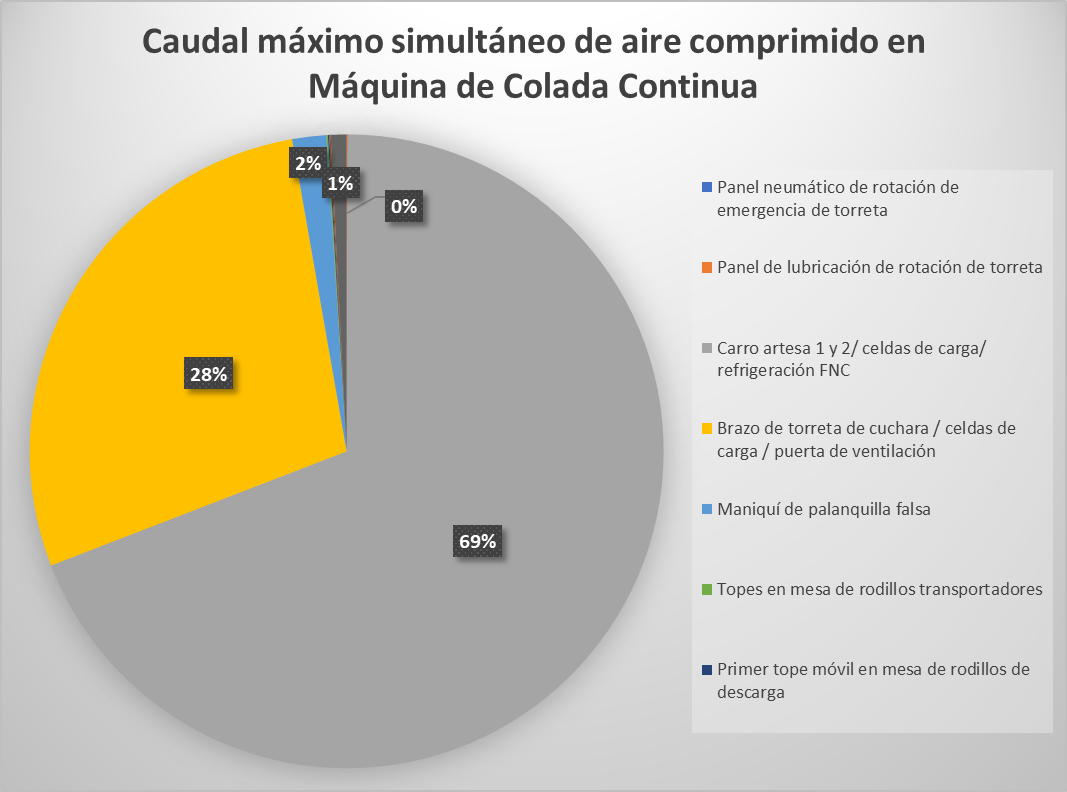 Caudal máximo simultáneo de aire comprimido en
Máquina de Colada Continua
2%
1%
0%
28%
69%
Panel neumático de rotación de
emergencia de torreta
Panel de lubricación de rotación de torreta
Carro artesa 1 y 2/ celdas de carga/
refrigeración FNC
Brazo de torreta de cuchara / celdas de
carga / puerta de ventilación
Maniquí de palanquilla falsa
Topes en mesa de rodillos transportadores
Primer tope móvil en mesa de rodillos de
descarga